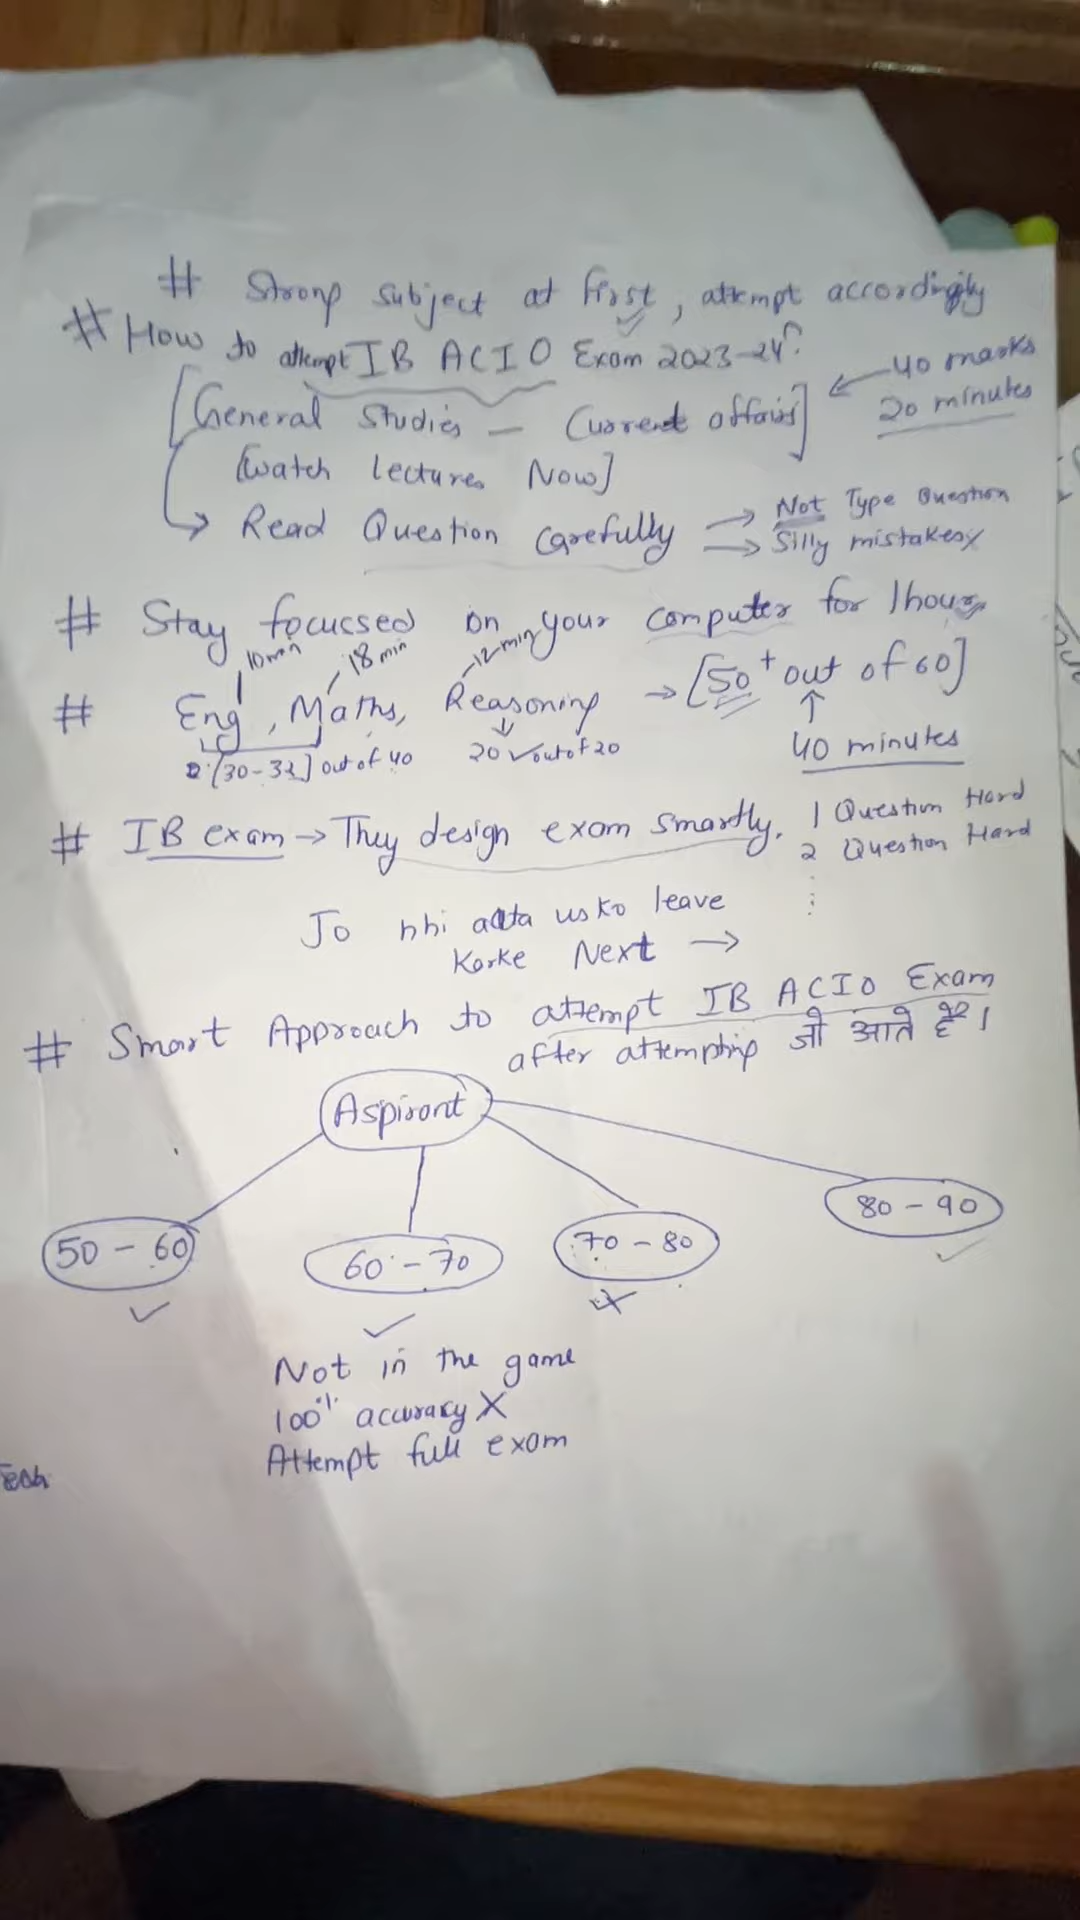 # Strong subject at first, attempt accordingly
# How to attempt IB ACIO Exam 2023-24?
[General Studies - Current affairs] ← 40 marks
20 minutes
[Watch lectures Now]
→ Read Question Carefully → Not Type Question
→ Silly mistakes x
# Stay focussed on your computer for 1 hour
10 min 18 min 12 min
# Eng, Maths, Reasoning → [50+ out of 60]
[30-32] out of 40 20 ✓ out of 20
↑ 40 minutes
# IB exam → They design exam smartly. 1 Question Hard
2 Question Hard
Jo nhi aata usko leave
Karke Next →
# Smart Approach to attempt IB ACIO Exam
after attempting जो आते हैं।
Aspirant
50 - 60 60 - 70 70 - 80 80 - 90
✓ ✓ x ✓
Not in the game
100% accuracy X
Attempt full exam